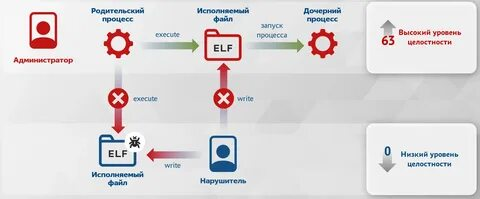 Родительский
процесс
Исполняемый
файл
Дочерний
процесс
execute
запуск
процесса
ELF
Администратор
63
Высокий уровень
целостности
execute
write
ELF
write
Исполняемый
файл
Нарушитель
0
Низкий уровень
целостности